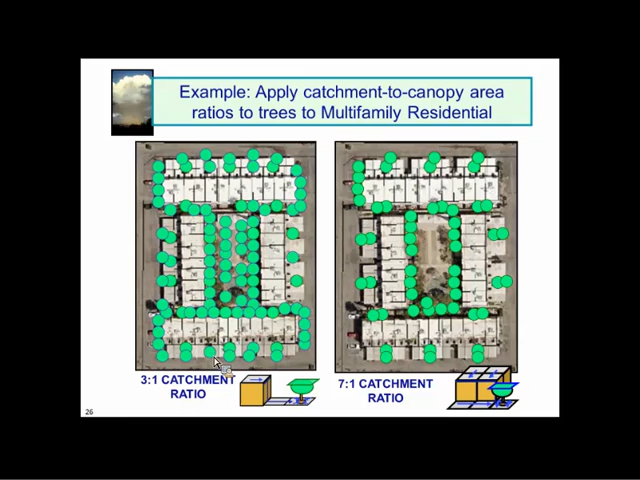 Example: Apply catchment-to-canopy area
ratios to trees to Multifamily Residential
3:1 CATCHMENT
RATIO
7:1 CATCHMENT
RATIO
26